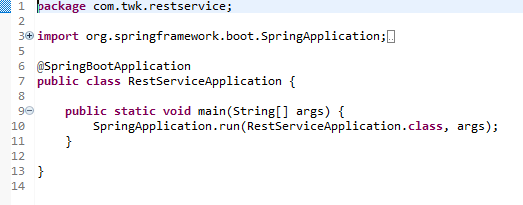 1 package com.twk.restservice;
2
3 import org.springframework.boot.SpringApplication;
5
6 @SpringBootApplication
7 public class RestServiceApplication {
8
9 public static void main(String[] args) {
10 SpringApplication.run(RestServiceApplication.class, args);
11 }
12
13 }
14